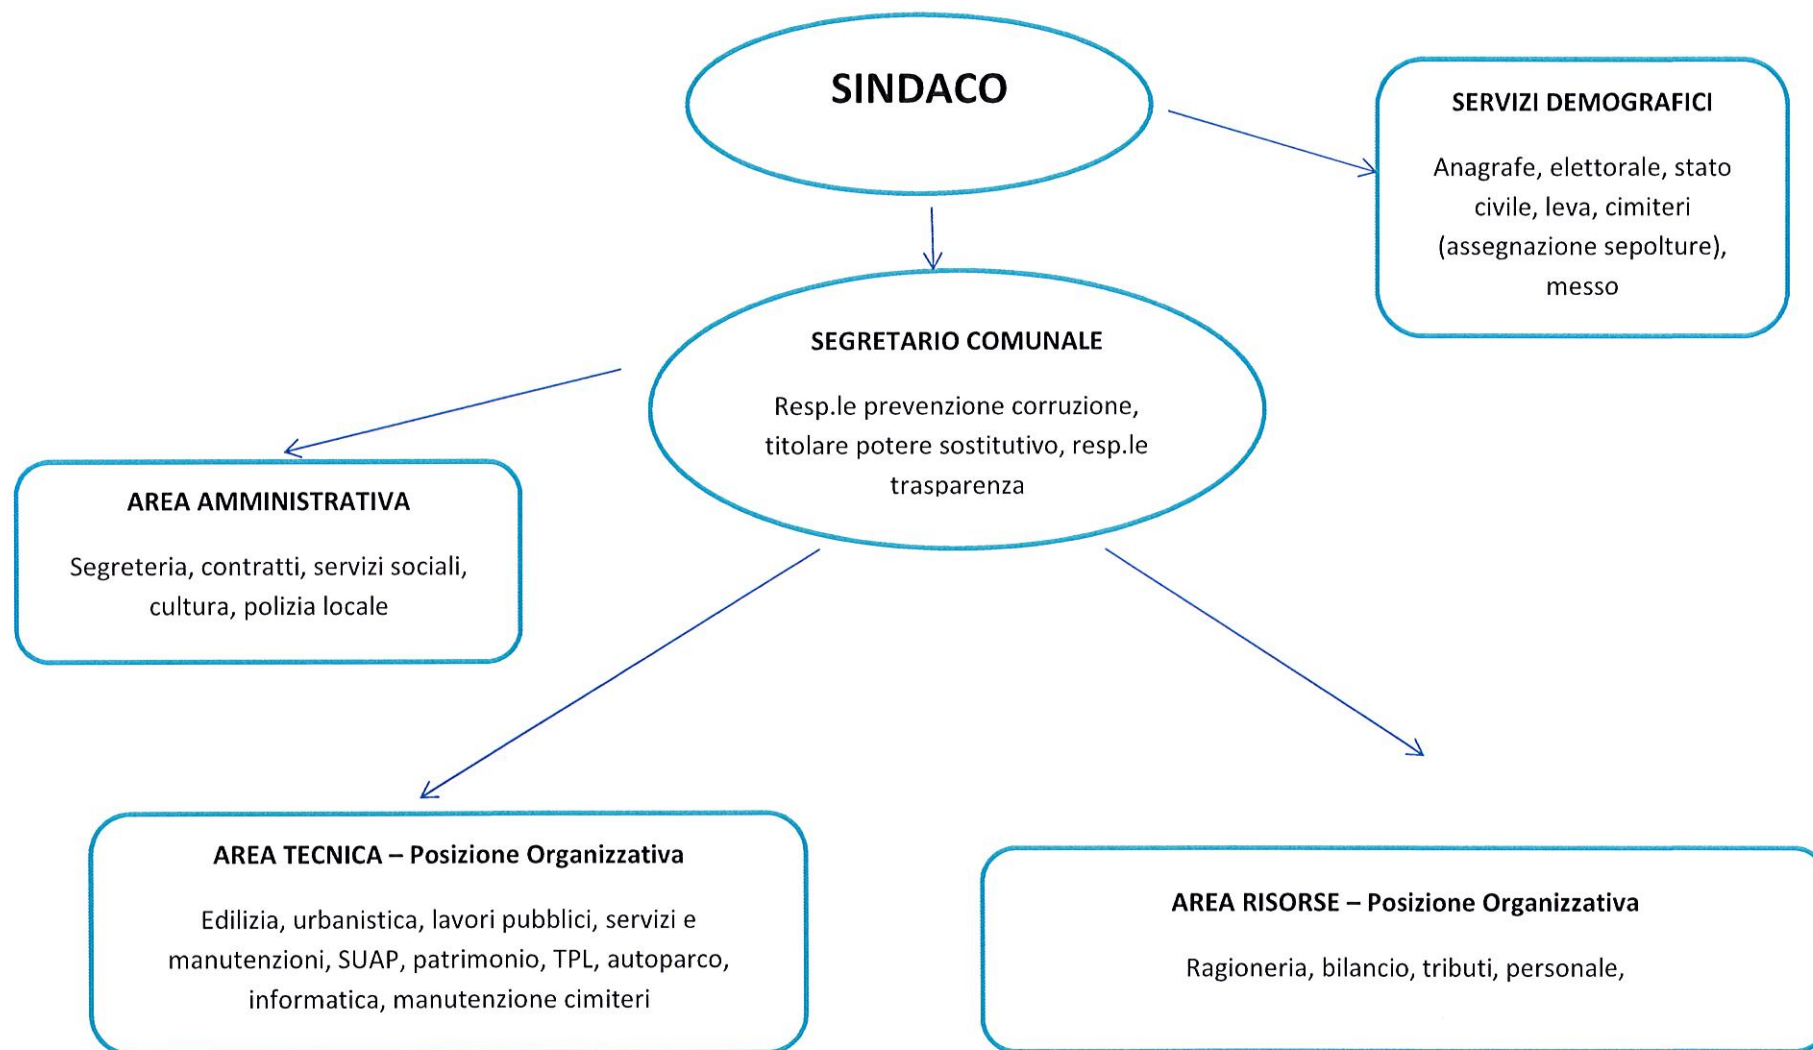 SINDACO
SERVIZI DEMOGRAFICI
Anagrafe, elettorale, stato
civile, leva, cimiteri
(assegnazione sepolture),
messo
SEGRETARIO COMUNALE
Resp.le prevenzione corruzione,
titolare potere sostitutivo, resp.le
trasparenza
AREA AMMINISTRATIVA
Segreteria, contratti, servizi sociali,
cultura, polizia locale
AREA TECNICA – Posizione Organizzativa
Edilizia, urbanistica, lavori pubblici, servizi e
manutenzioni, SUAP, patrimonio, TPL, autoparco,
informatica, manutenzione cimiteri
AREA RISORSE – Posizione Organizzativa
Ragioneria, bilancio, tributi, personale,